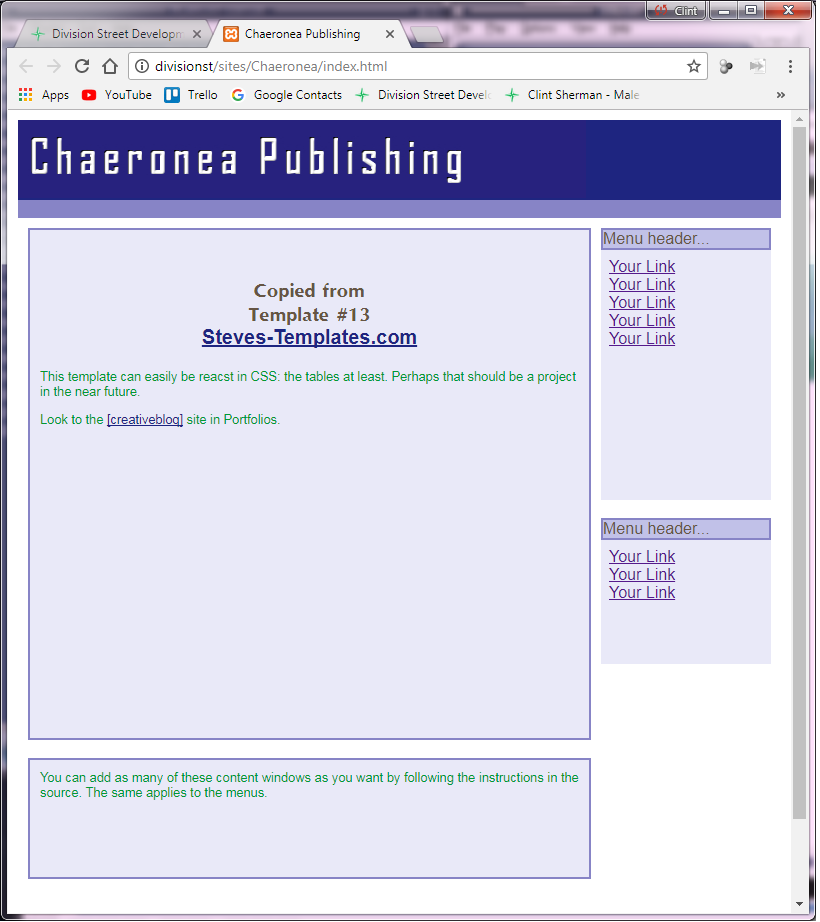 Clint
Division Street Developm
Chaeronea Publishing
divisionst/sites/Chaeronea/index.html
Apps YouTube Trello Google Contacts Division Street Devel Clint Sherman - Male »
Chaeronea Publishing
Copied from
Template #13
Steves-Templates.com
This template can easily be reacst in CSS: the tables at least. Perhaps that should be a project
in the near future.
Look to the [creativebloq] site in Portfolios.
You can add as many of these content windows as you want by following the instructions in the
source. The same applies to the menus.
Menu header...
Your Link
Your Link
Your Link
Your Link
Your Link
Menu header...
Your Link
Your Link
Your Link